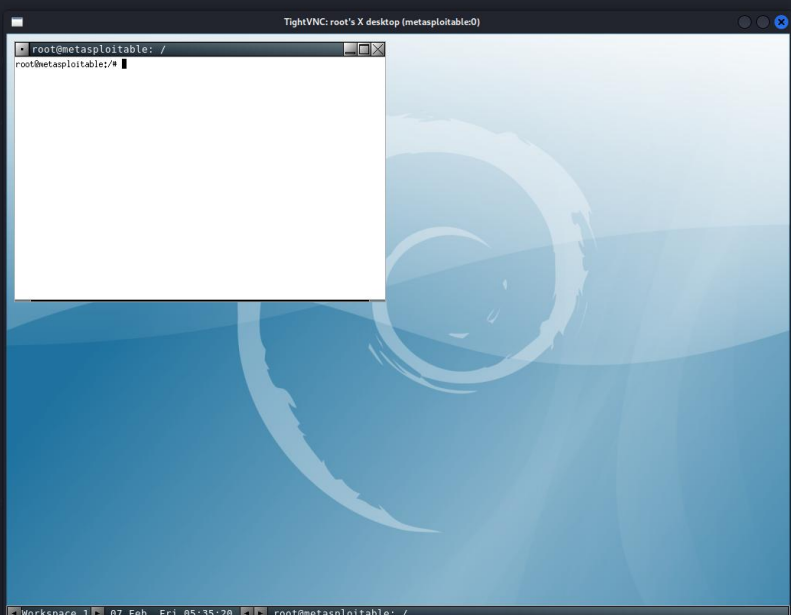 TightVNC: root's X desktop (metasploitable:0)
root@metasploitable: /
root@metasploitable:/#
Workspace 1 07 Feb, Fri 05:35:20 root@metasploitable: /